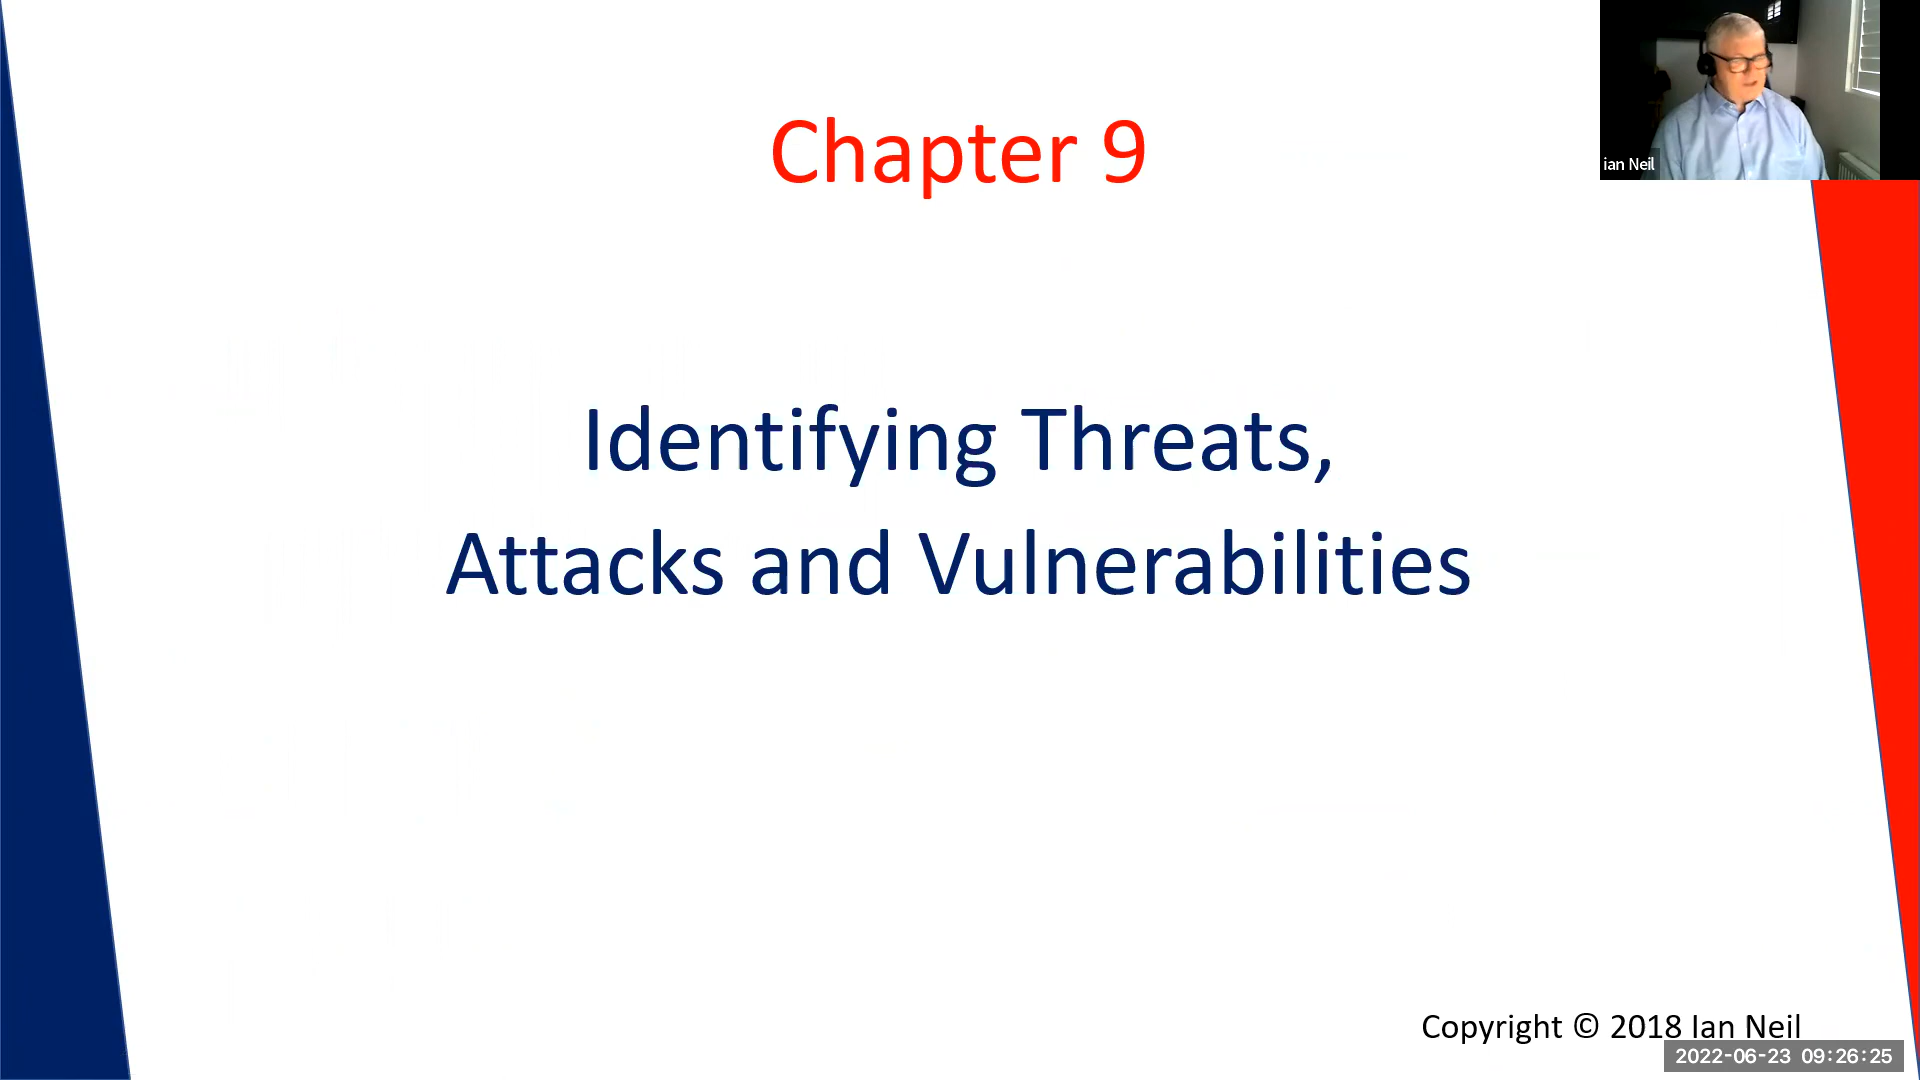 Chapter 9
ian Neil
Identifying Threats,
Attacks and Vulnerabilities
Copyright © 2018 Ian Neil
2022-06-23 09:26:25